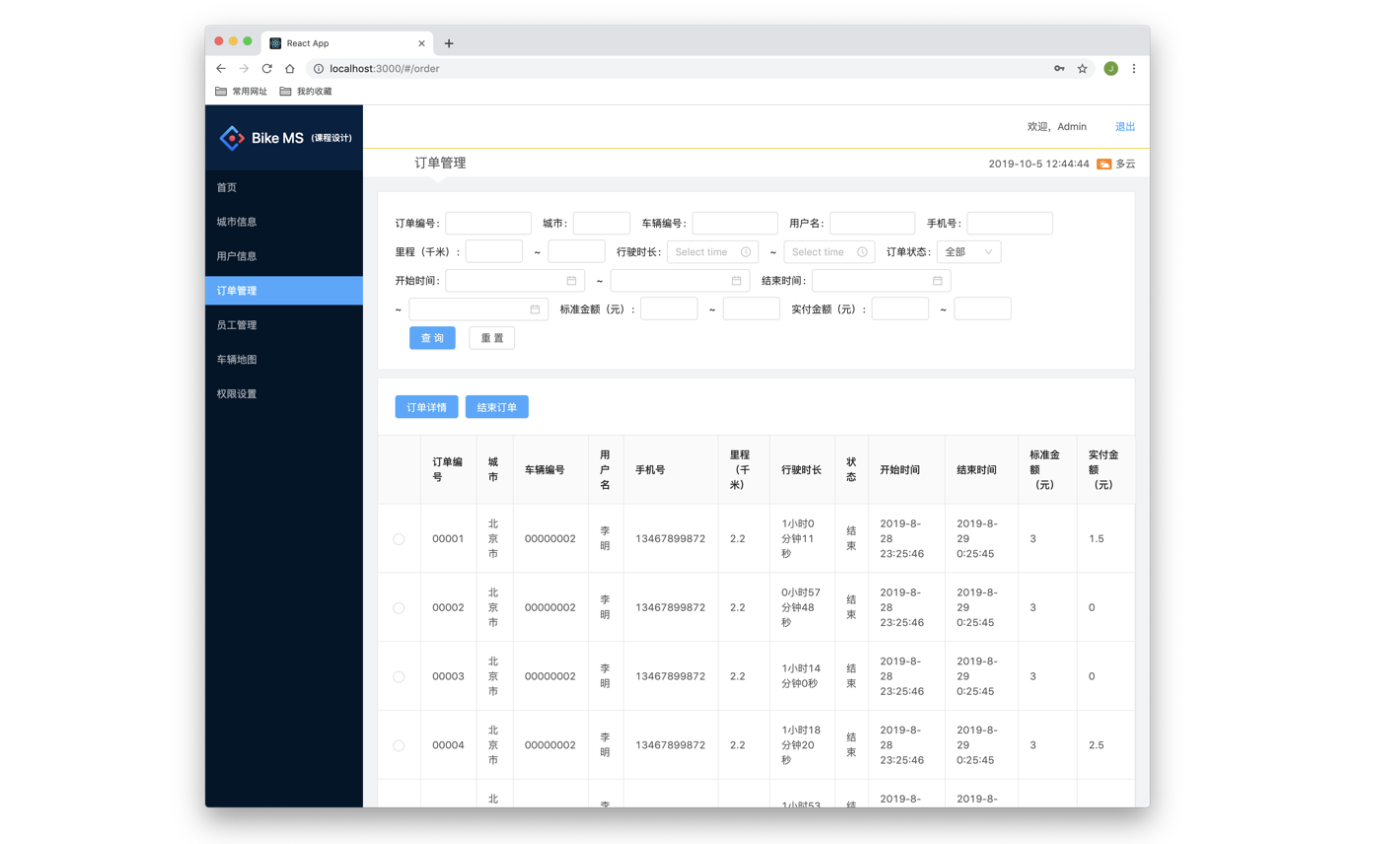 React App
localhost:3000/#/order
J
常用网址 我的收藏
Bike MS (课程设计)
欢迎，Admin 退出
首页
城市信息
用户信息
订单管理
员工管理
车辆地图
权限设置
订单管理
2019-10-5 12:44:44 多云
订单编号: 城市: 车辆编号: 用户名: 手机号:
里程（千米）: ~ 行驶时长: Select time ~ Select time 订单状态: 全部
开始时间: ~ 结束时间:
~ 标准金额（元）: ~ 实付金额（元）: ~
查 询 重 置
订单详情 结束订单
订单编
号
城
市
车辆编号
用
户
名
手机号
里程
（千
米）
行驶时长
状
态
开始时间
结束时间
标准金
额
（元）
实付金
额
（元）
00001
北
京
市
00000002
李
明
13467899872
2.2
1小时0
分钟11
秒
结
束
2019-8-
28
23:25:46
2019-8-
29
0:25:45
3
1.5
00002
北
京
市
00000002
李
明
13467899872
2.2
0小时57
分钟48
秒
结
束
2019-8-
28
23:25:46
2019-8-
29
0:25:45
3
0
00003
北
京
市
00000002
李
明
13467899872
2.2
1小时14
分钟0秒
结
束
2019-8-
28
23:25:46
2019-8-
29
0:25:45
3
0
00004
北
京
市
00000002
李
明
13467899872
2.2
1小时18
分钟20
秒
结
束
2019-8-
28
23:25:46
2019-8-
29
0:25:45
3
2.5
北
李
1小时53
结
2019-8-
2019-8-